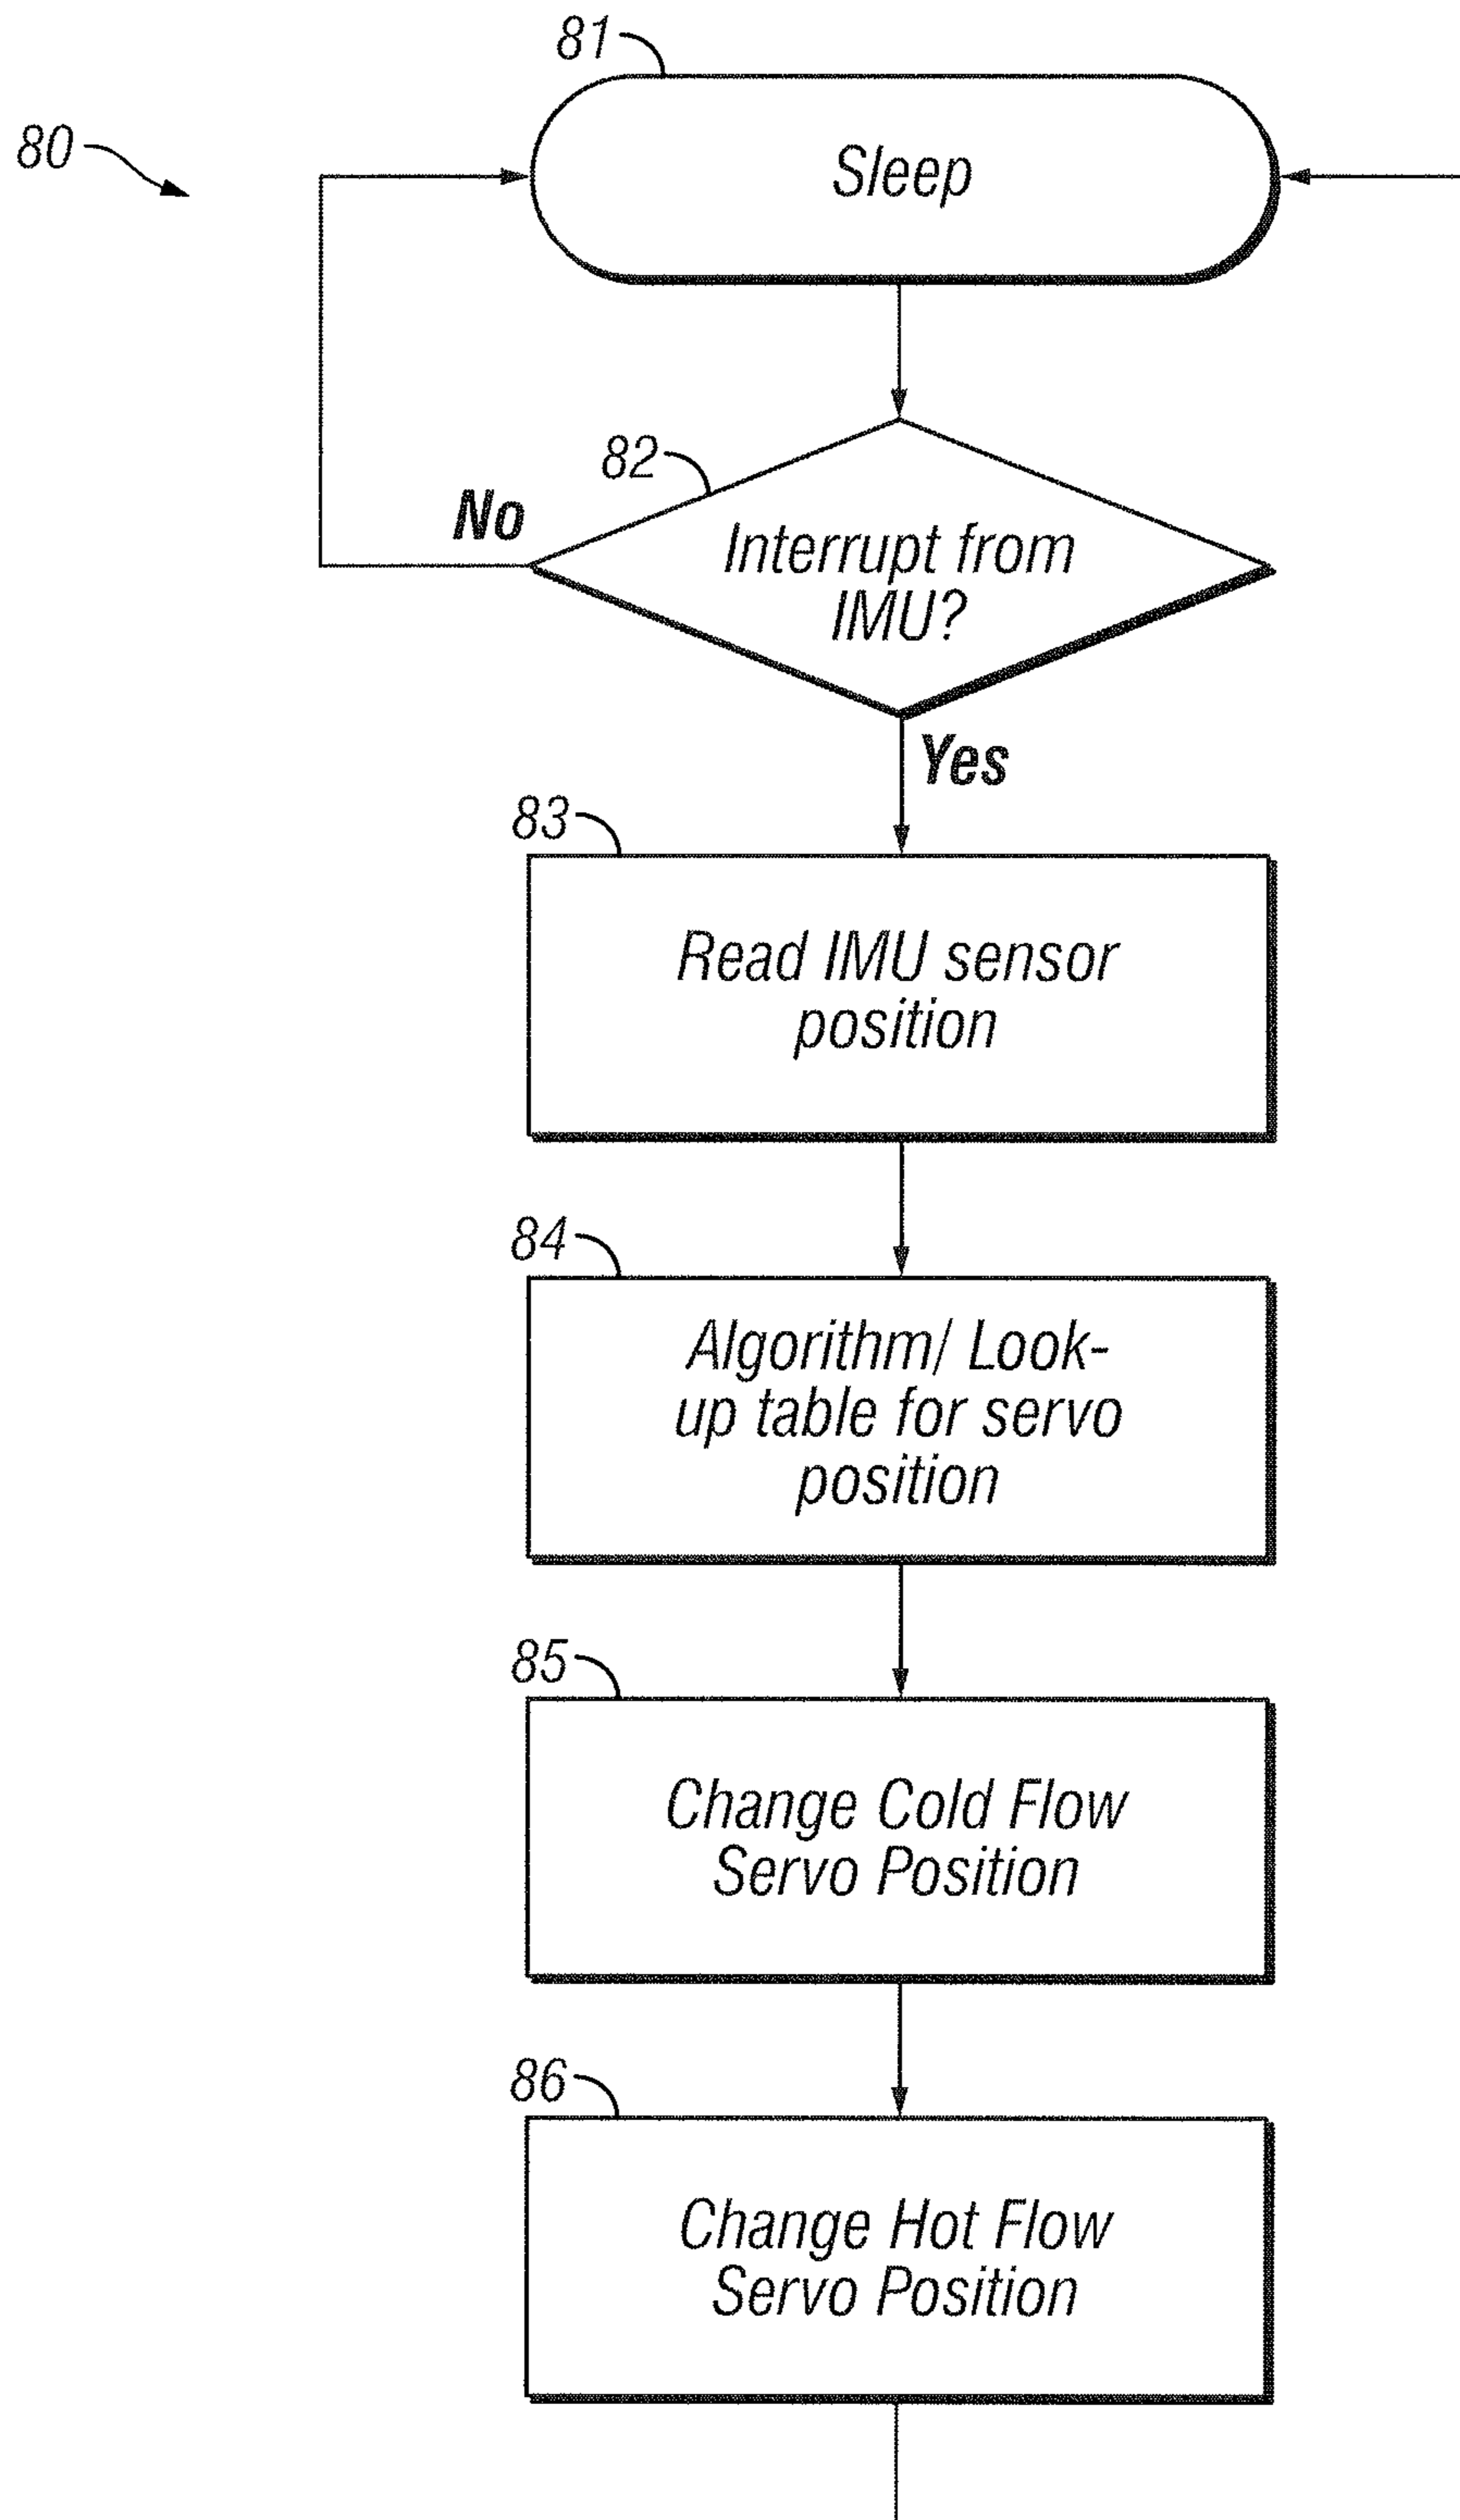 81
80
Sleep
82
No
Interrupt from
IMU?
Yes
83
Read IMU sensor
position
84
Algorithm/ Look-
up table for servo
position
85
Change Cold Flow
Servo Position
86
Change Hot Flow
Servo Position